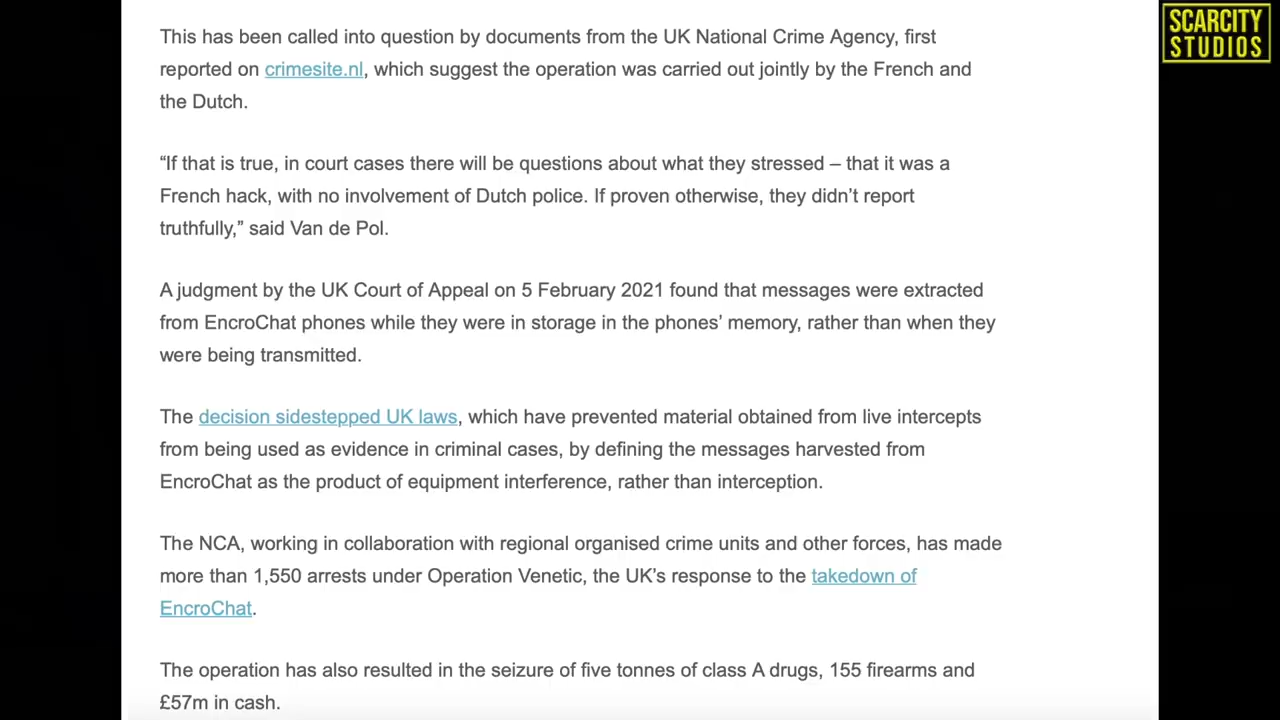 This has been called into question by documents from the UK National Crime Agency, first
reported on crimesite.nl, which suggest the operation was carried out jointly by the French and
the Dutch.
“If that is true, in court cases there will be questions about what they stressed – that it was a
French hack, with no involvement of Dutch police. If proven otherwise, they didn’t report
truthfully,” said Van de Pol.
A judgment by the UK Court of Appeal on 5 February 2021 found that messages were extracted
from EncroChat phones while they were in storage in the phones’ memory, rather than when they
were being transmitted.
The decision sidestepped UK laws, which have prevented material obtained from live intercepts
from being used as evidence in criminal cases, by defining the messages harvested from
EncroChat as the product of equipment interference, rather than interception.
The NCA, working in collaboration with regional organised crime units and other forces, has made
more than 1,550 arrests under Operation Venetic, the UK’s response to the takedown of
EncroChat.
The operation has also resulted in the seizure of five tonnes of class A drugs, 155 firearms and
£57m in cash.
SCARCITY
STUDIOS